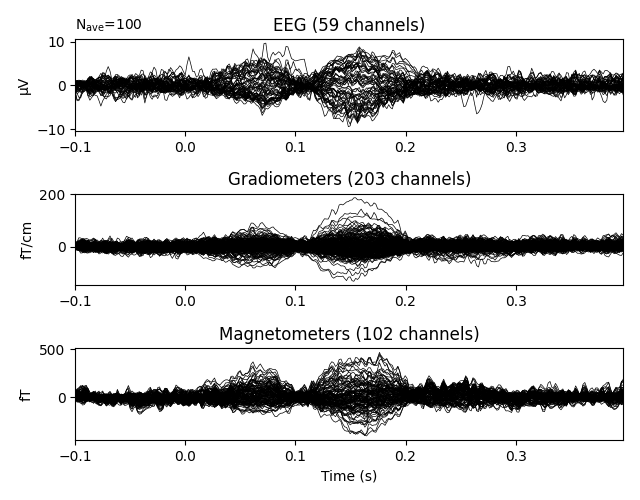 N_ave=100
EEG (59 channels)
10
0
−10
µV
−0.1 0.0 0.1 0.2 0.3
Gradiometers (203 channels)
200
0
fT/cm
−0.1 0.0 0.1 0.2 0.3
Magnetometers (102 channels)
500
0
fT
−0.1 0.0 0.1 0.2 0.3
Time (s)